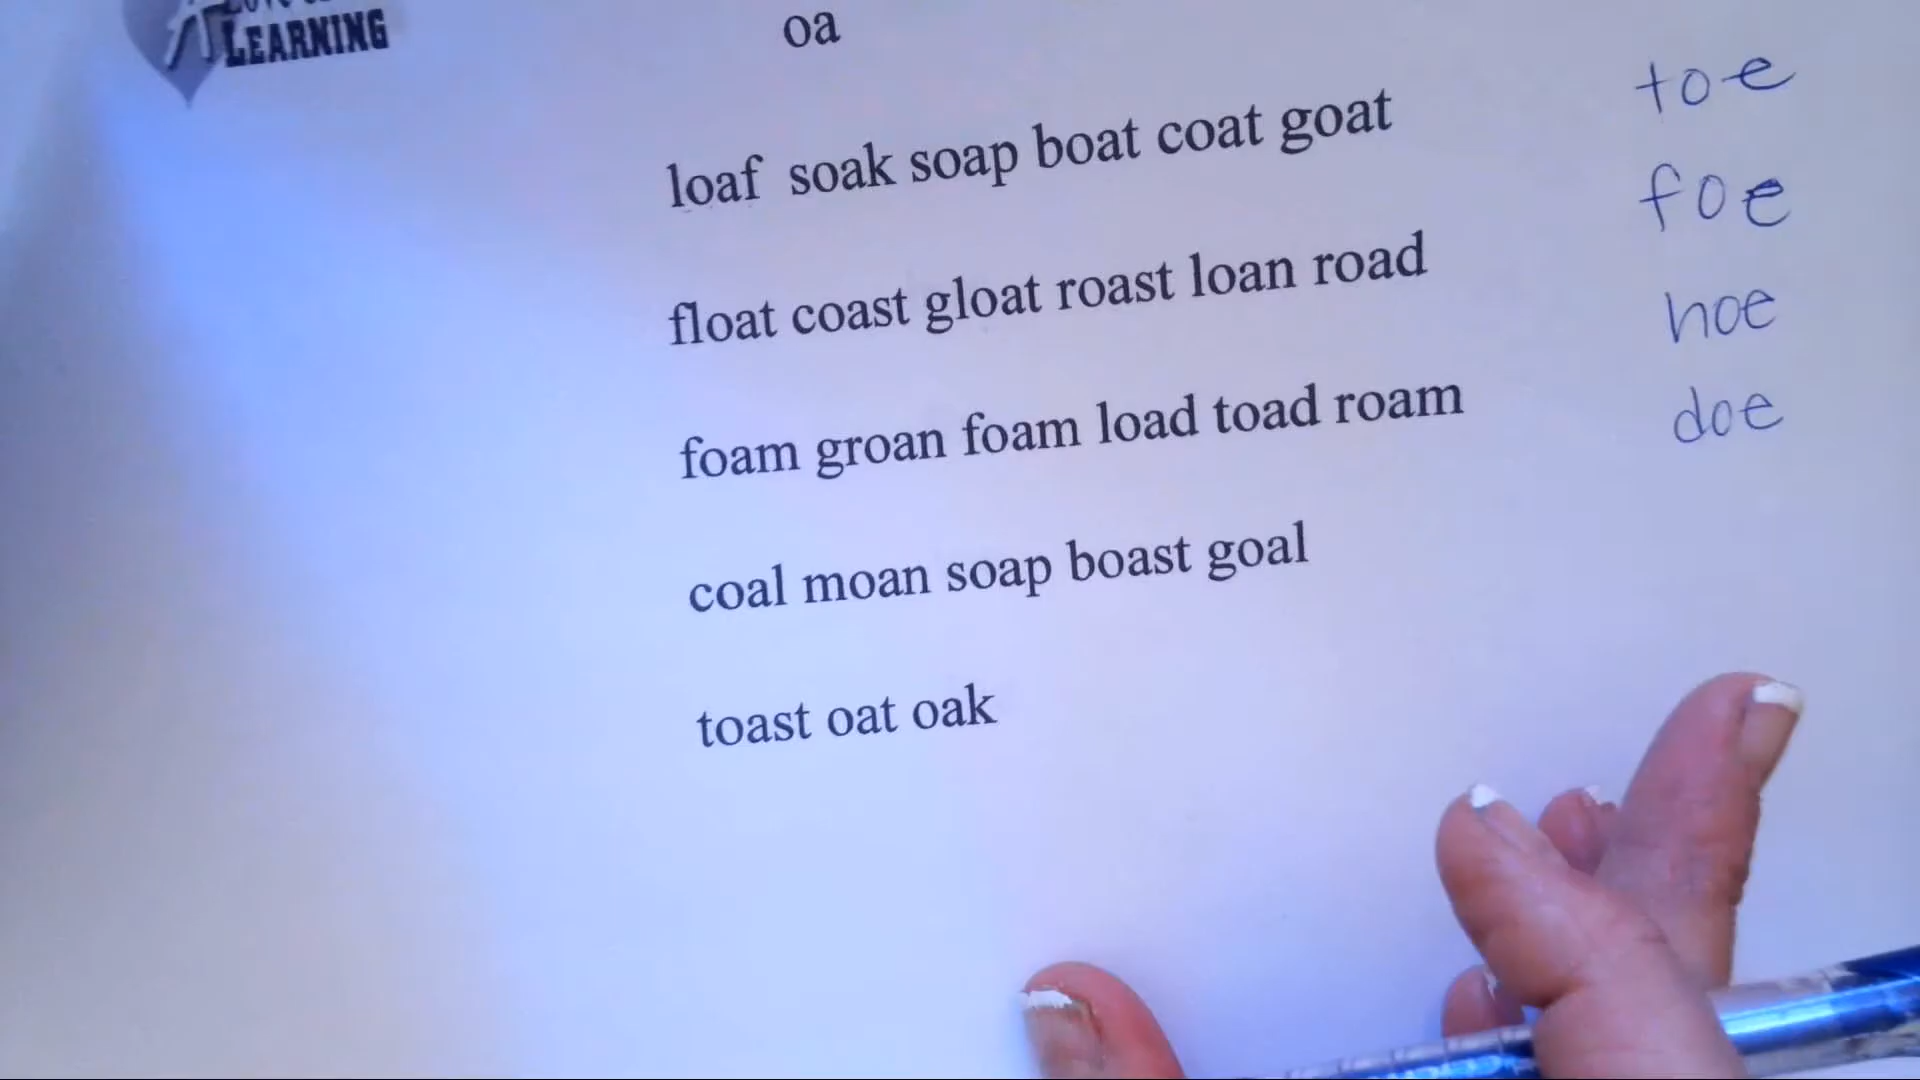 LEARNING
oa
loaf soak soap boat coat goat
float coast gloat roast loan road
foam groan foam load toad roam
coal moan soap boast goal
toast oat oak
toe
foe
hoe
doe